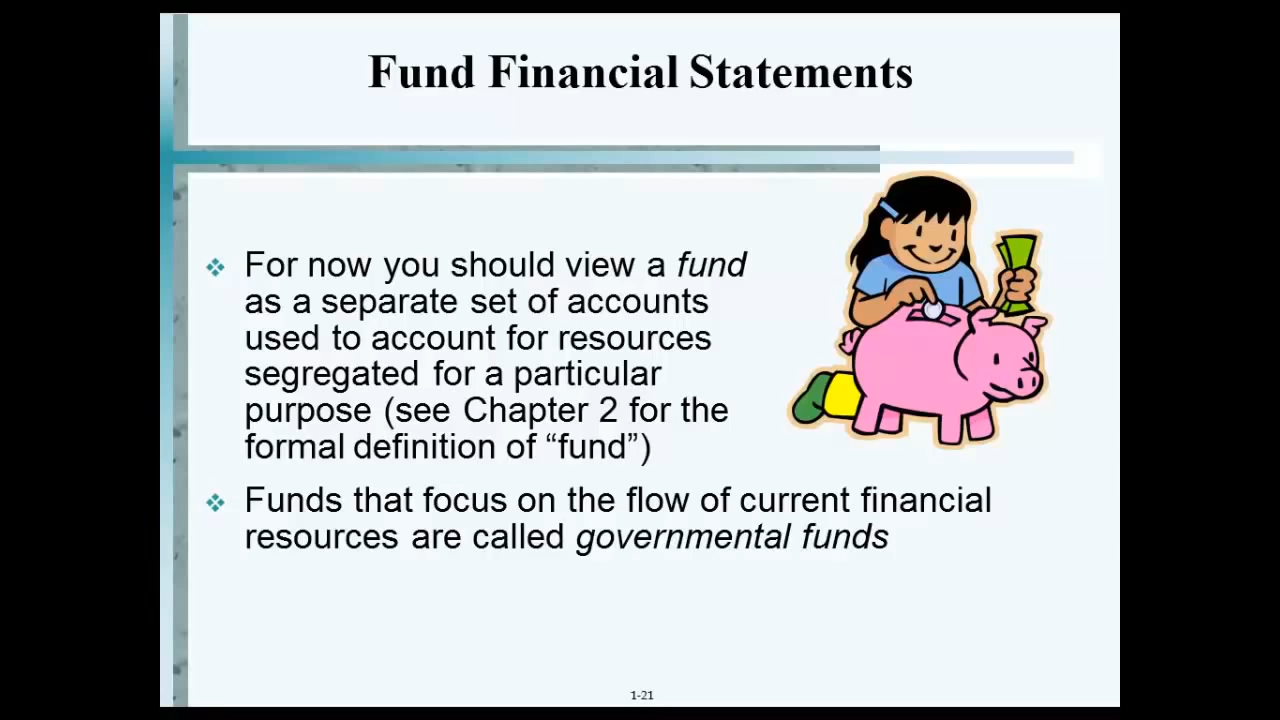 Fund Financial Statements
For now you should view a fund
as a separate set of accounts
used to account for resources
segregated for a particular
purpose (see Chapter 2 for the
formal definition of “fund”)
Funds that focus on the flow of current financial
resources are called governmental funds
1-21